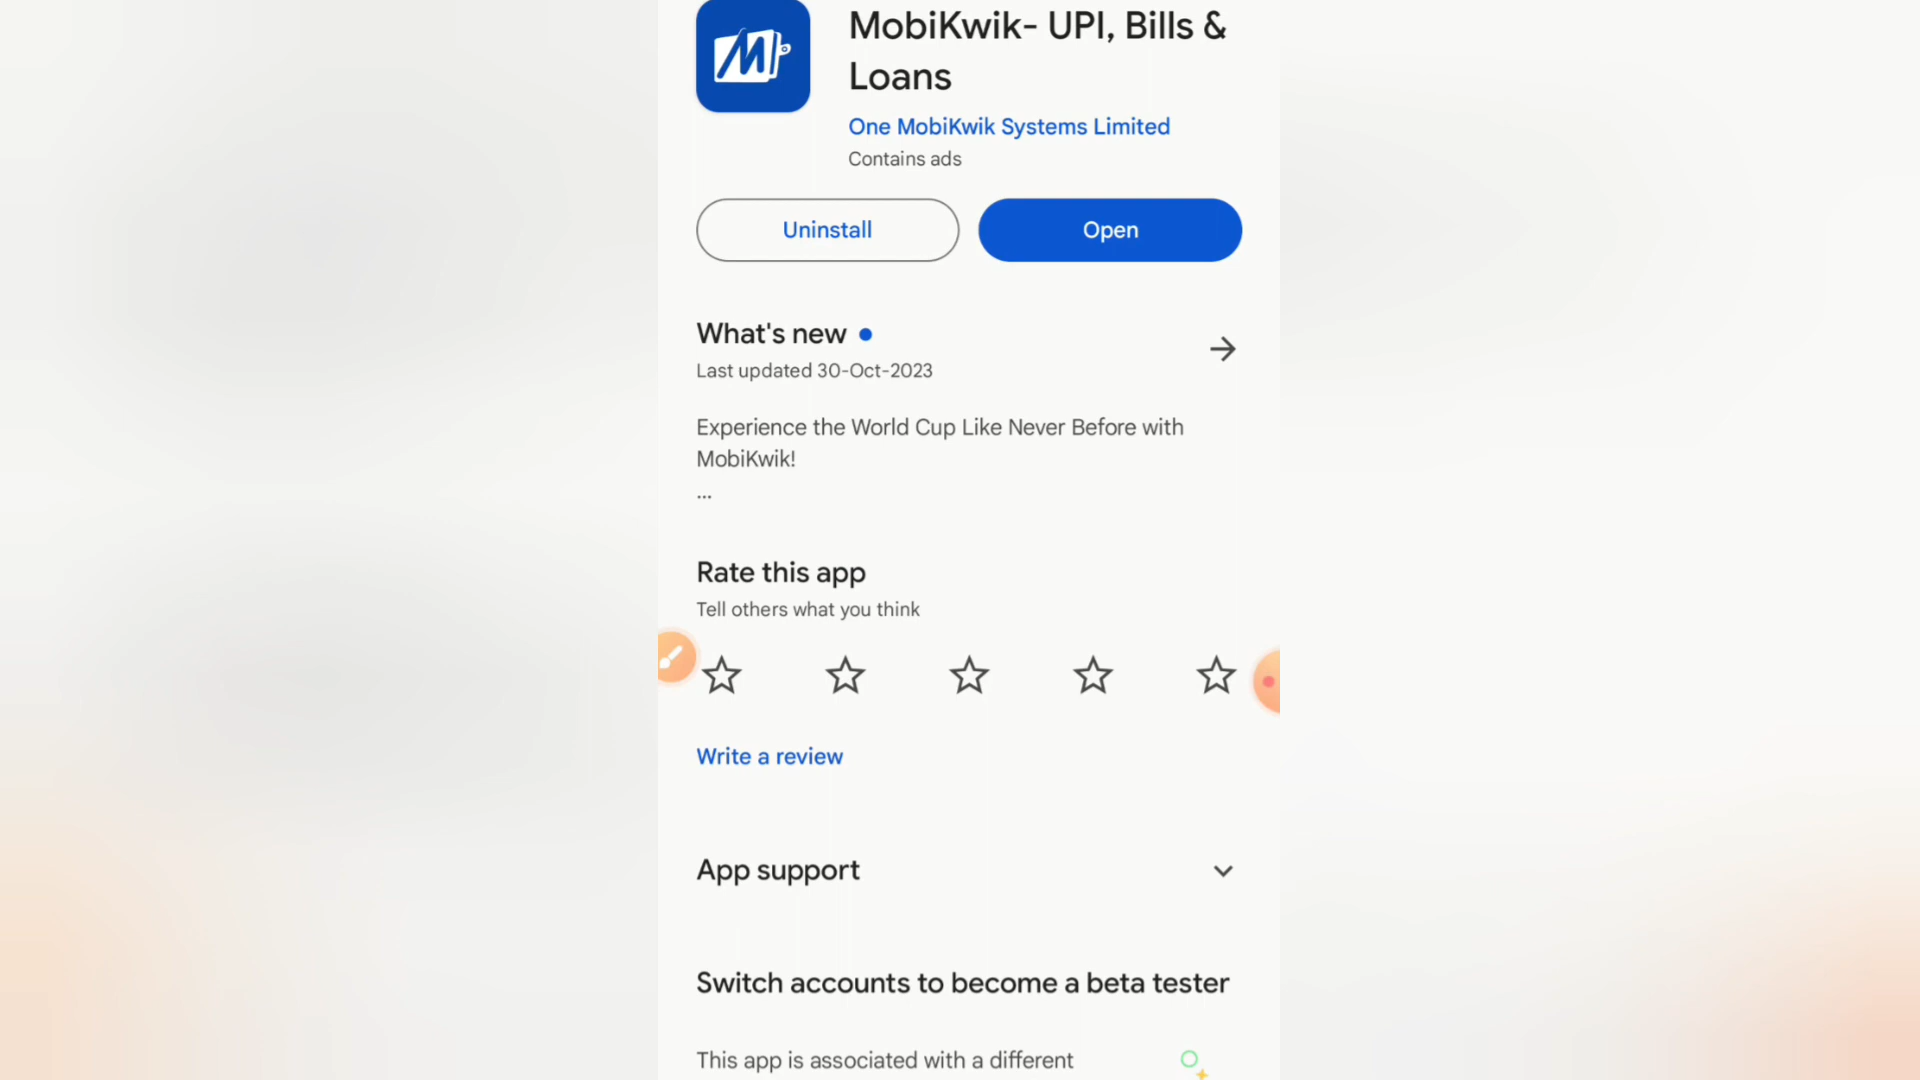 MobiKwik- UPI, Bills &
Loans
One MobiKwik Systems Limited
Contains ads
Uninstall
Open
What's new
Last updated 30-Oct-2023
Experience the World Cup Like Never Before with
MobiKwik!
...
Rate this app
Tell others what you think
Write a review
App support
Switch accounts to become a beta tester
This app is associated with a different